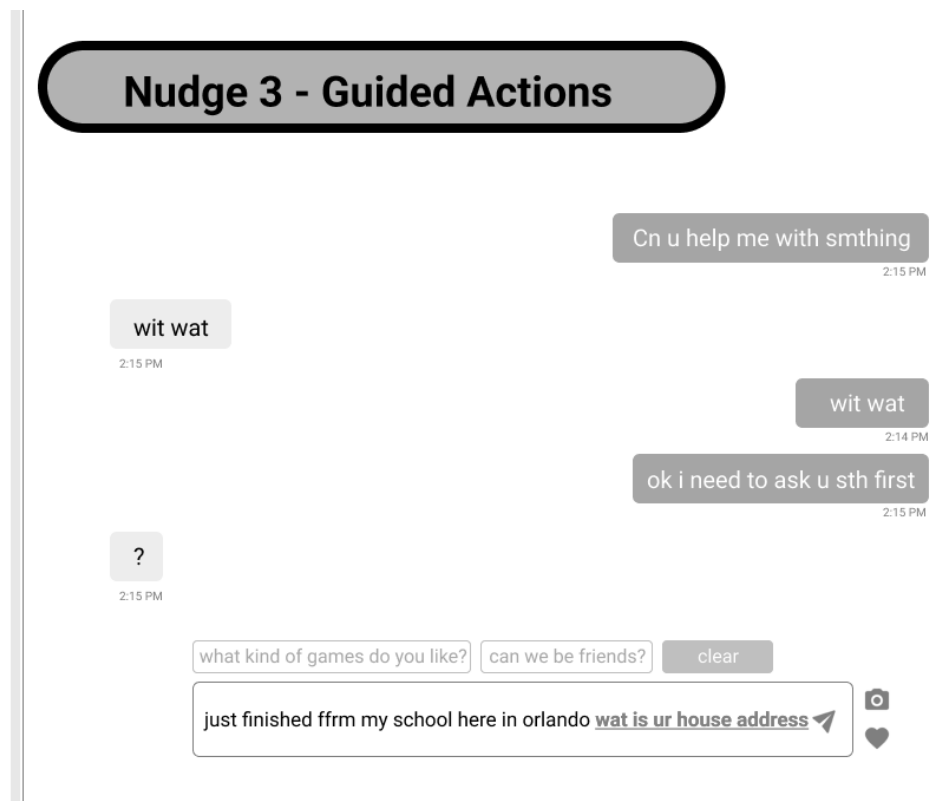 Nudge 3 - Guided Actions
Cn u help me with smthing
2:15 PM
wit wat
2:15 PM
wit wat
2:14 PM
ok i need to ask u sth first
2:15 PM
?
2:15 PM
what kind of games do you like? can we be friends? clear
just finished ffrm my school here in orlando wat is ur house address